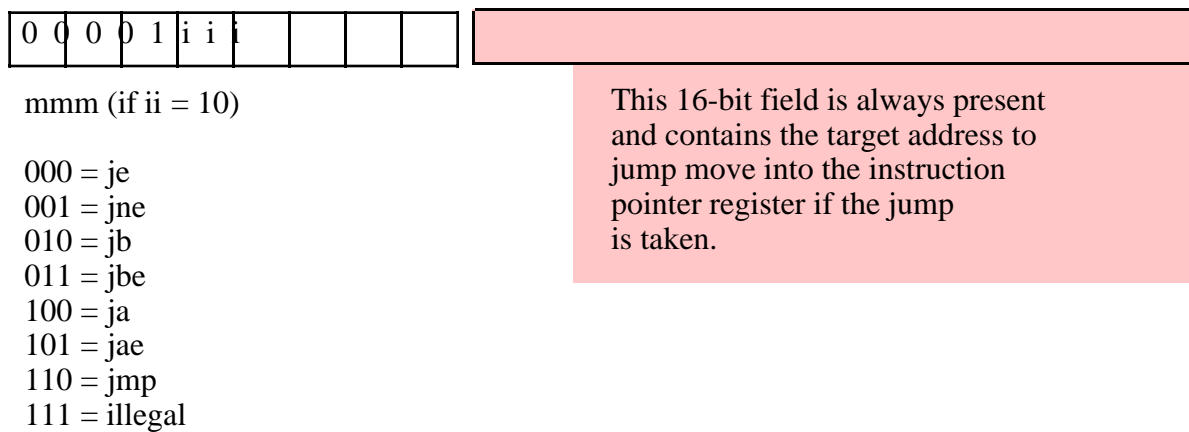 0 0 0 0 1 i i i
mmm (if ii = 10)
000 = je
001 = jne
010 = jb
011 = jbe
100 = ja
101 = jae
110 = jmp
111 = illegal
This 16-bit field is always present
and contains the target address to
jump move into the instruction
pointer register if the jump
is taken.